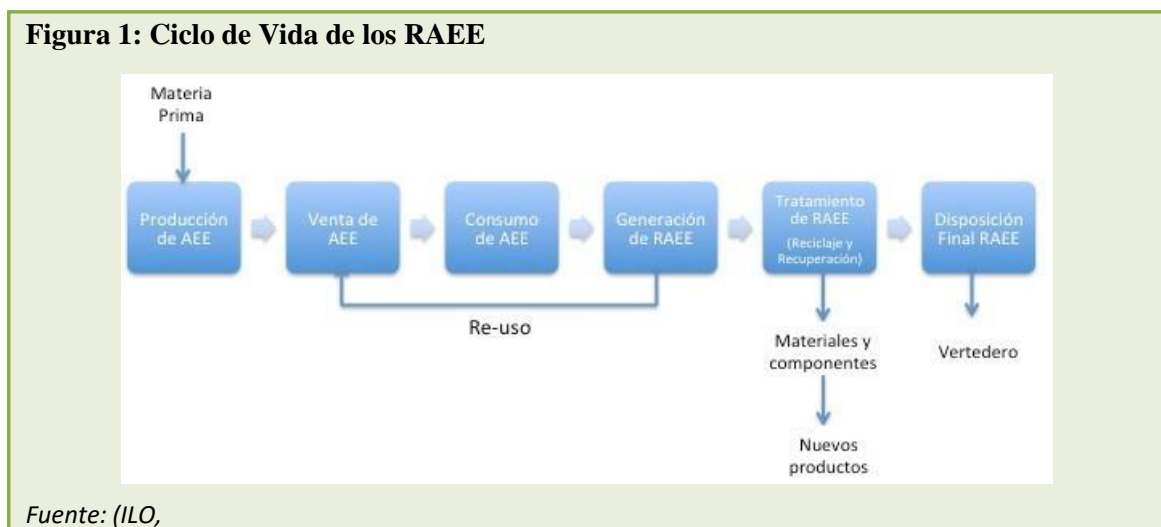 Figura 1: Ciclo de Vida de los RAEE
Materia
Prima
Producción
de AEE
Venta de
AEE
Consumo
de AEE
Generación
de RAEE
Tratamiento
de RAEE
(Reciclaje y
Recuperación)
Disposición
Final RAEE
Re-uso
Materiales y
componentes
Vertedero
Nuevos
productos
Fuente: (ILO,